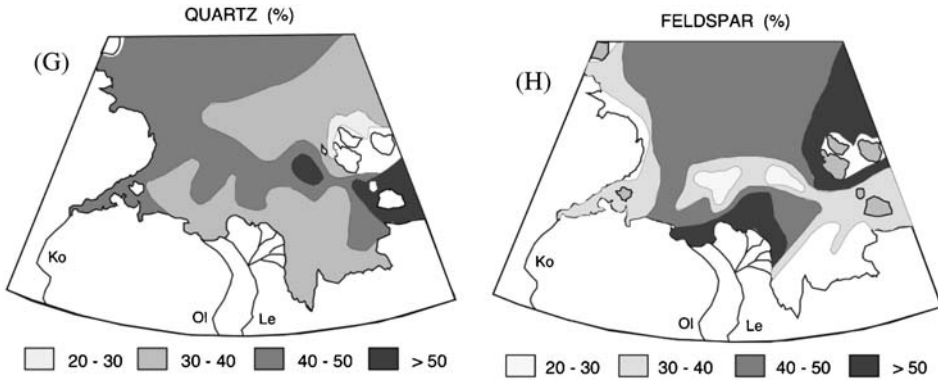 QUARTZ (%)
(G)
Ko
Ol
Le
20 - 30
30 - 40
40 - 50
> 50
FELDSPAR (%)
(H)
Ko
Ol
Le
20 - 30
30 - 40
40 - 50
> 50